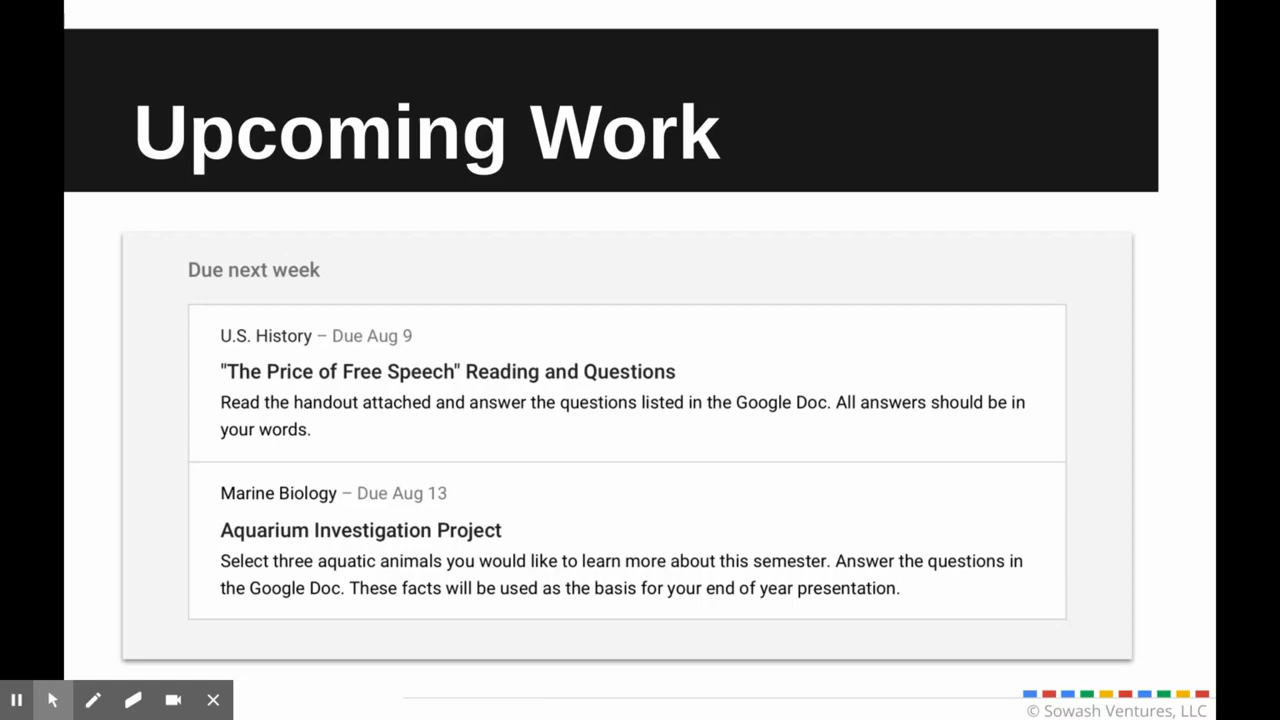 Upcoming Work
Due next week
U.S. History – Due Aug 9
"The Price of Free Speech" Reading and Questions
Read the handout attached and answer the questions listed in the Google Doc. All answers should be in
your words.
Marine Biology – Due Aug 13
Aquarium Investigation Project
Select three aquatic animals you would like to learn more about this semester. Answer the questions in
the Google Doc. These facts will be used as the basis for your end of year presentation.
© Sowash Ventures, LLC